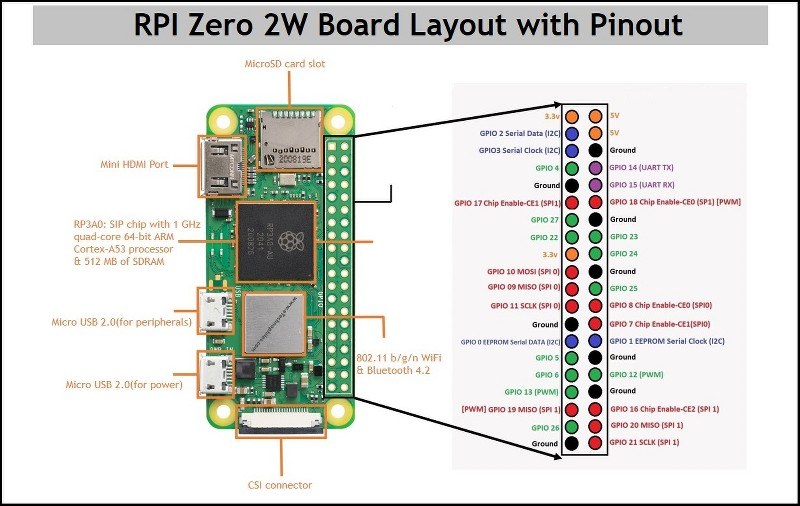 RPI Zero 2W Board Layout with Pinout
MicroSD card slot
Mini HDMI Port
RP3A0: SIP chip with 1 GHz
quad-core 64-bit ARM
Cortex-A53 processor
& 512 MB of SDRAM
Micro USB 2.0(for peripherals)
Micro USB 2.0(for power)
802.11 b/g/n WiFi
& Bluetooth 4.2
CSI connector
200819E
RP3A0-AU
2041
USB
GPIO
3.3v
5V
GPIO 2 Serial Data (I2C)
5V
GPIO3 Serial Clock (I2C)
Ground
GPIO 4
GPIO 14 (UART TX)
Ground
GPIO 15 (UART RX)
GPIO 17 Chip Enable-CE1 (SPI1)
GPIO 18 Chip Enable-CE0 (SP1) [PWM]
GPIO 27
Ground
GPIO 22
GPIO 23
3.3v
GPIO 24
GPIO 10 MOSI (SPI 0)
Ground
GPIO 09 MISO (SPI 0)
GPIO 25
GPIO 11 SCLK (SPI 0)
GPIO 8 Chip Enable-CE0 (SPI0)
Ground
GPIO 7 Chip Enable-CE1(SPI0)
GPIO 0 EEPROM Serial DATA (I2C)
GPIO 1 EEPROM Serial Clock (I2C)
GPIO 5
Ground
GPIO 6
GPIO 12 (PWM)
GPIO 13 (PWM)
Ground
[PWM] GPIO 19 MISO (SPI 1)
GPIO 16 Chip Enable-CE2 (SPI 1)
GPIO 26
GPIO 20 MISO (SPI 1)
Ground
GPIO 21 SCLK (SPI 1)